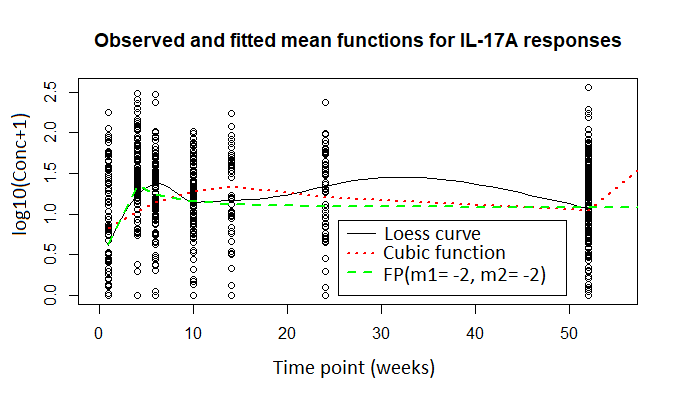 Observed and fitted mean functions for IL-17A responses
log10(Conc+1)
2.5
2.0
1.5
1.0
0.5
0.0
Loess curve
Cubic function
FP(m1= -2, m2= -2)
0 10 20 30 40 50
Time point (weeks)